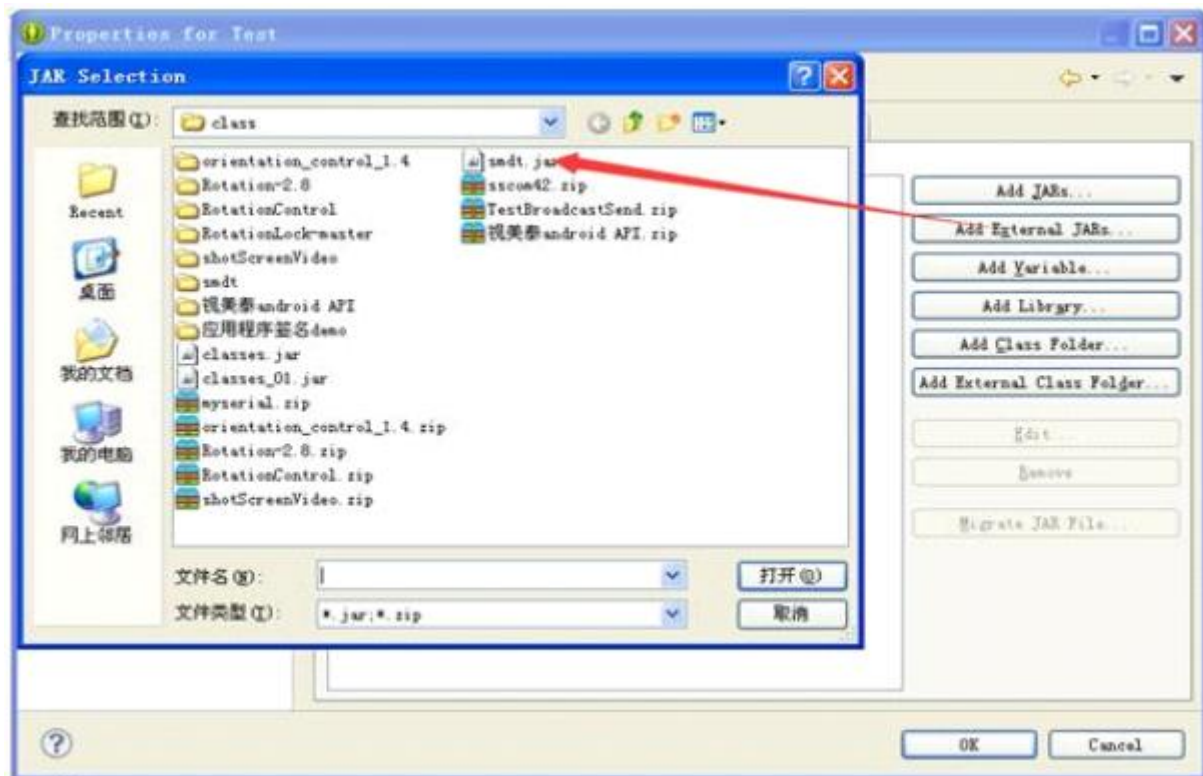 Properties for Test
JAR Selection
查找范围(I):
class
Recent
桌面
我的文档
我的电脑
网上邻居
orientation_control_1.4
Rotation-2.8
RotationControl
RotationLock-master
shotScreenVideo
smdt
视美泰android API
应用程序签名demo
classes.jar
classes_01.jar
myserial.zip
orientation_control_1.4.zip
Rotation-2.8.zip
RotationControl.zip
shotScreenVideo.zip
smdt.jar
sscom42.zip
TestBroadcastSend.zip
视美泰android API.zip
文件名(N):
打开(O)
文件类型(T):
*.jar;*.zip
取消
Add JARs...
Add External JARs...
Add Variable...
Add Library...
Add Class Folder...
Add External Class Folder...
Edit...
Remove
Migrate JAR File...
OK
Cancel